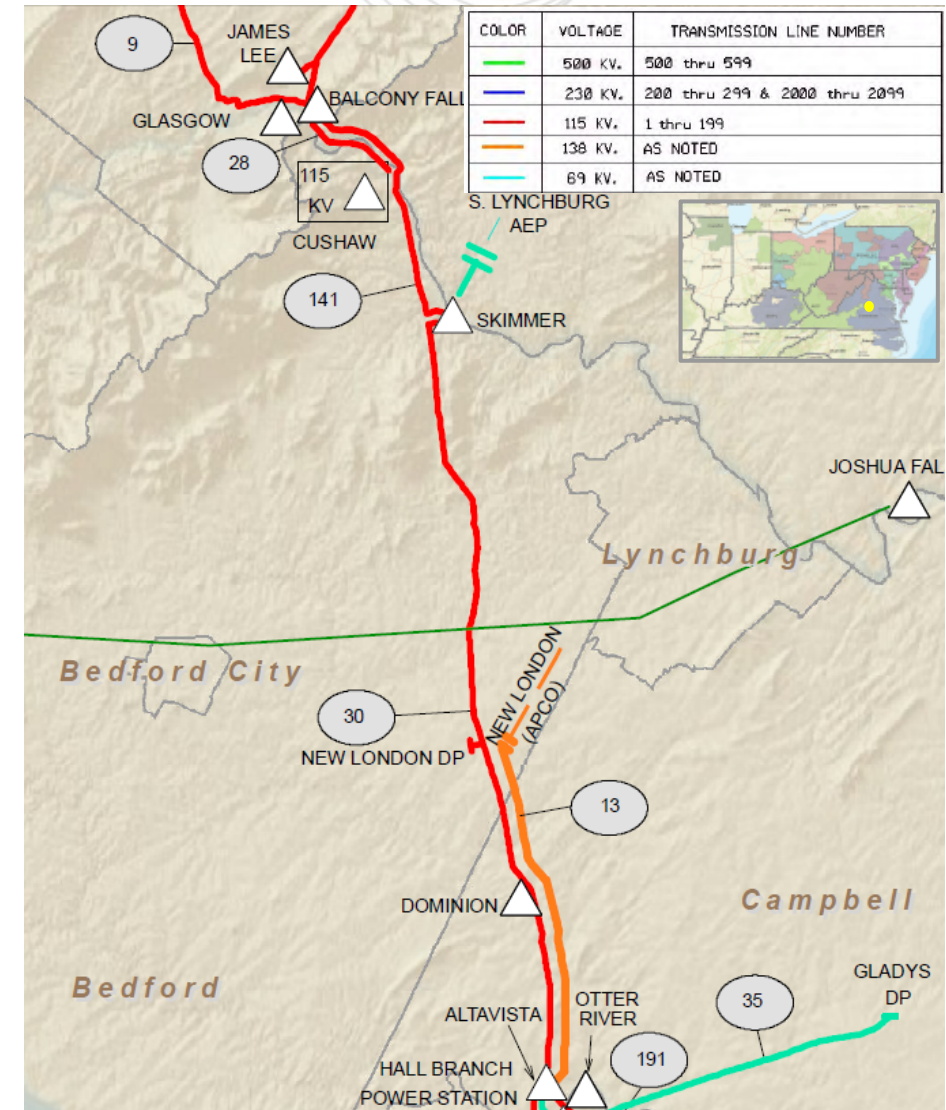 COLOR VOLTAGE TRANSMISSION LINE NUMBER
500 KV. 500 thru 599
230 KV. 200 thru 299 & 2000 thru 2099
115 KV. 1 thru 199
138 KV. AS NOTED
69 KV. AS NOTED
9
JAMES
LEE
BALCONY FALL
GLASGOW
28
115
KV
CUSHAW
S. LYNCHBURG
AEP
141
SKIMMER
JOSHUA FAL
Lynchburg
Bedford City
NEW LONDON
(APCO)
30
NEW LONDON DP
13
DOMINION
Campbell
Bedford
GLADYS
DP
35
ALTAVISTA
OTTER
RIVER
191
HALL BRANCH
POWER STATION